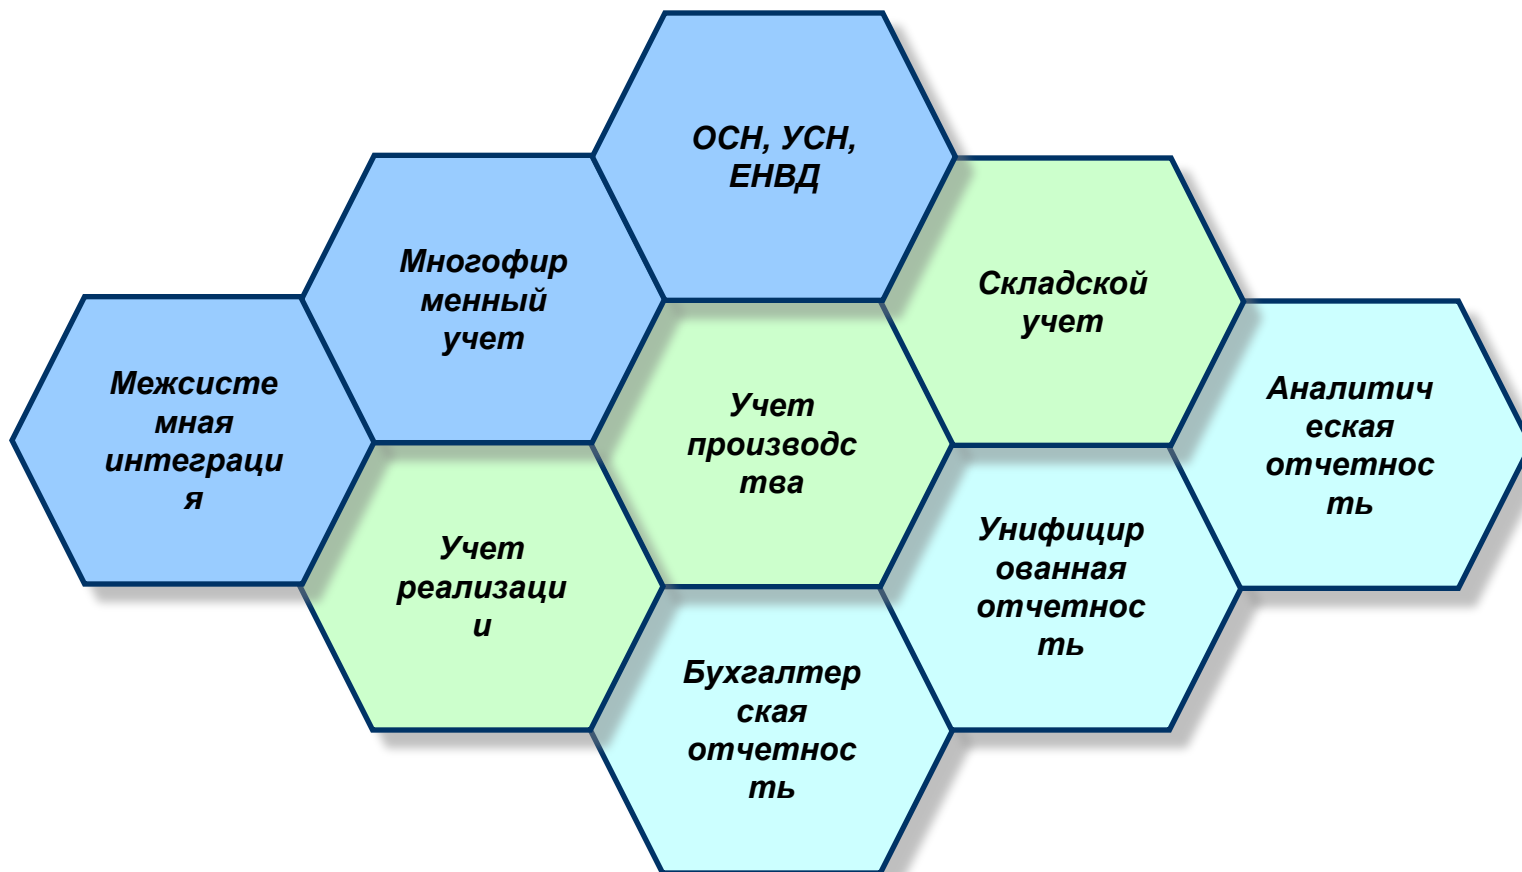 ОСН, УСН,
ЕНВД
Многофир
менный
учет
Складской
учет
Межсисте
мная
интеграци
я
Учет
производс
тва
Аналитич
еская
отчетнос
ть
Учет
реализаци
и
Унифицир
ованная
отчетнос
ть
Бухгалтер
ская
отчетнос
ть